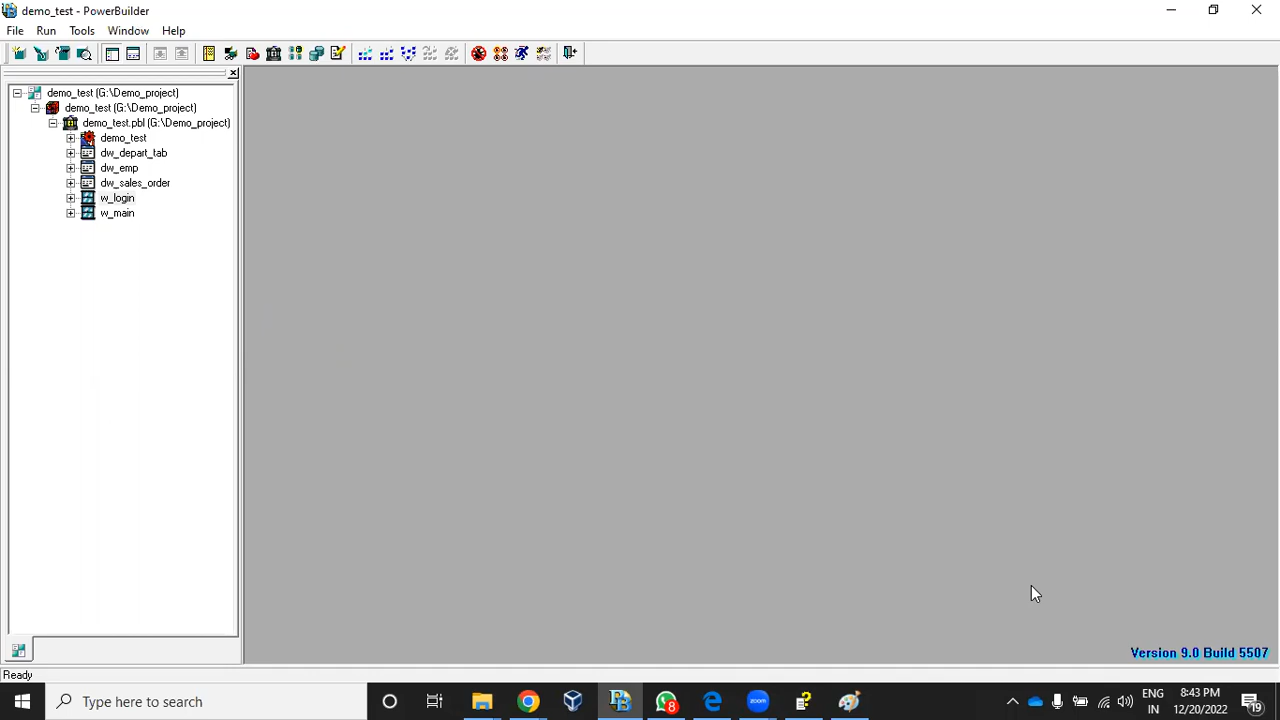 demo_test - PowerBuilder
File Run Tools Window Help
demo_test (G:\Demo_project)
demo_test (G:\Demo_project)
demo_test.pbl (G:\Demo_project)
demo_test
dw_depart_tab
dw_emp
dw_sales_order
w_login
w_main
Version 9.0 Build 5507
Ready
Type here to search
8
zoom
ENG
IN
8:43 PM
12/20/2022
19